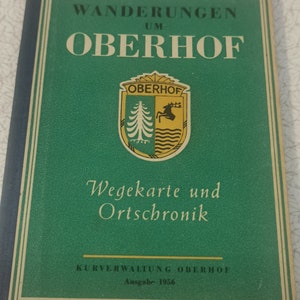 WANDERUNGEN
UM
OBERHOF
OBERHOF
Wegekarte und
Ortschronik
KURVERWALTUNG OBERHOF
Ausgabe 1956